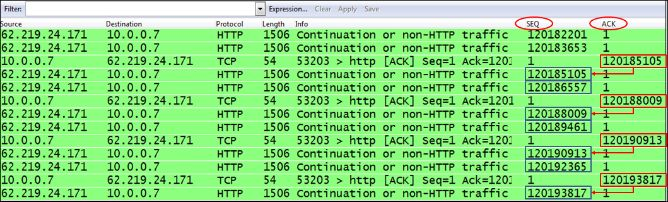 Filter: Expression... Clear Apply Save
Source Destination Protocol Length Info SEQ ACK
62.219.24.171 10.0.0.7 HTTP 1506 Continuation or non-HTTP traffic 120182201 1
62.219.24.171 10.0.0.7 HTTP 1506 Continuation or non-HTTP traffic 120183653 1
10.0.0.7 62.219.24.171 TCP 54 53203 > http [ACK] Seq=1 Ack=1201 1 120185105
62.219.24.171 10.0.0.7 HTTP 1506 Continuation or non-HTTP traffic 120185105 1
62.219.24.171 10.0.0.7 HTTP 1506 Continuation or non-HTTP traffic 120186557 1
10.0.0.7 62.219.24.171 TCP 54 53203 > http [ACK] Seq=1 Ack=1201 1 120188009
62.219.24.171 10.0.0.7 HTTP 1506 Continuation or non-HTTP traffic 120188009 1
62.219.24.171 10.0.0.7 HTTP 1506 Continuation or non-HTTP traffic 120189461 1
10.0.0.7 62.219.24.171 TCP 54 53203 > http [ACK] Seq=1 Ack=1201 1 120190913
62.219.24.171 10.0.0.7 HTTP 1506 Continuation or non-HTTP traffic 120190913 1
62.219.24.171 10.0.0.7 HTTP 1506 Continuation or non-HTTP traffic 120192365 1
10.0.0.7 62.219.24.171 TCP 54 53203 > http [ACK] Seq=1 Ack=1201 1 120193817
62.219.24.171 10.0.0.7 HTTP 1506 Continuation or non-HTTP traffic 120193817 1